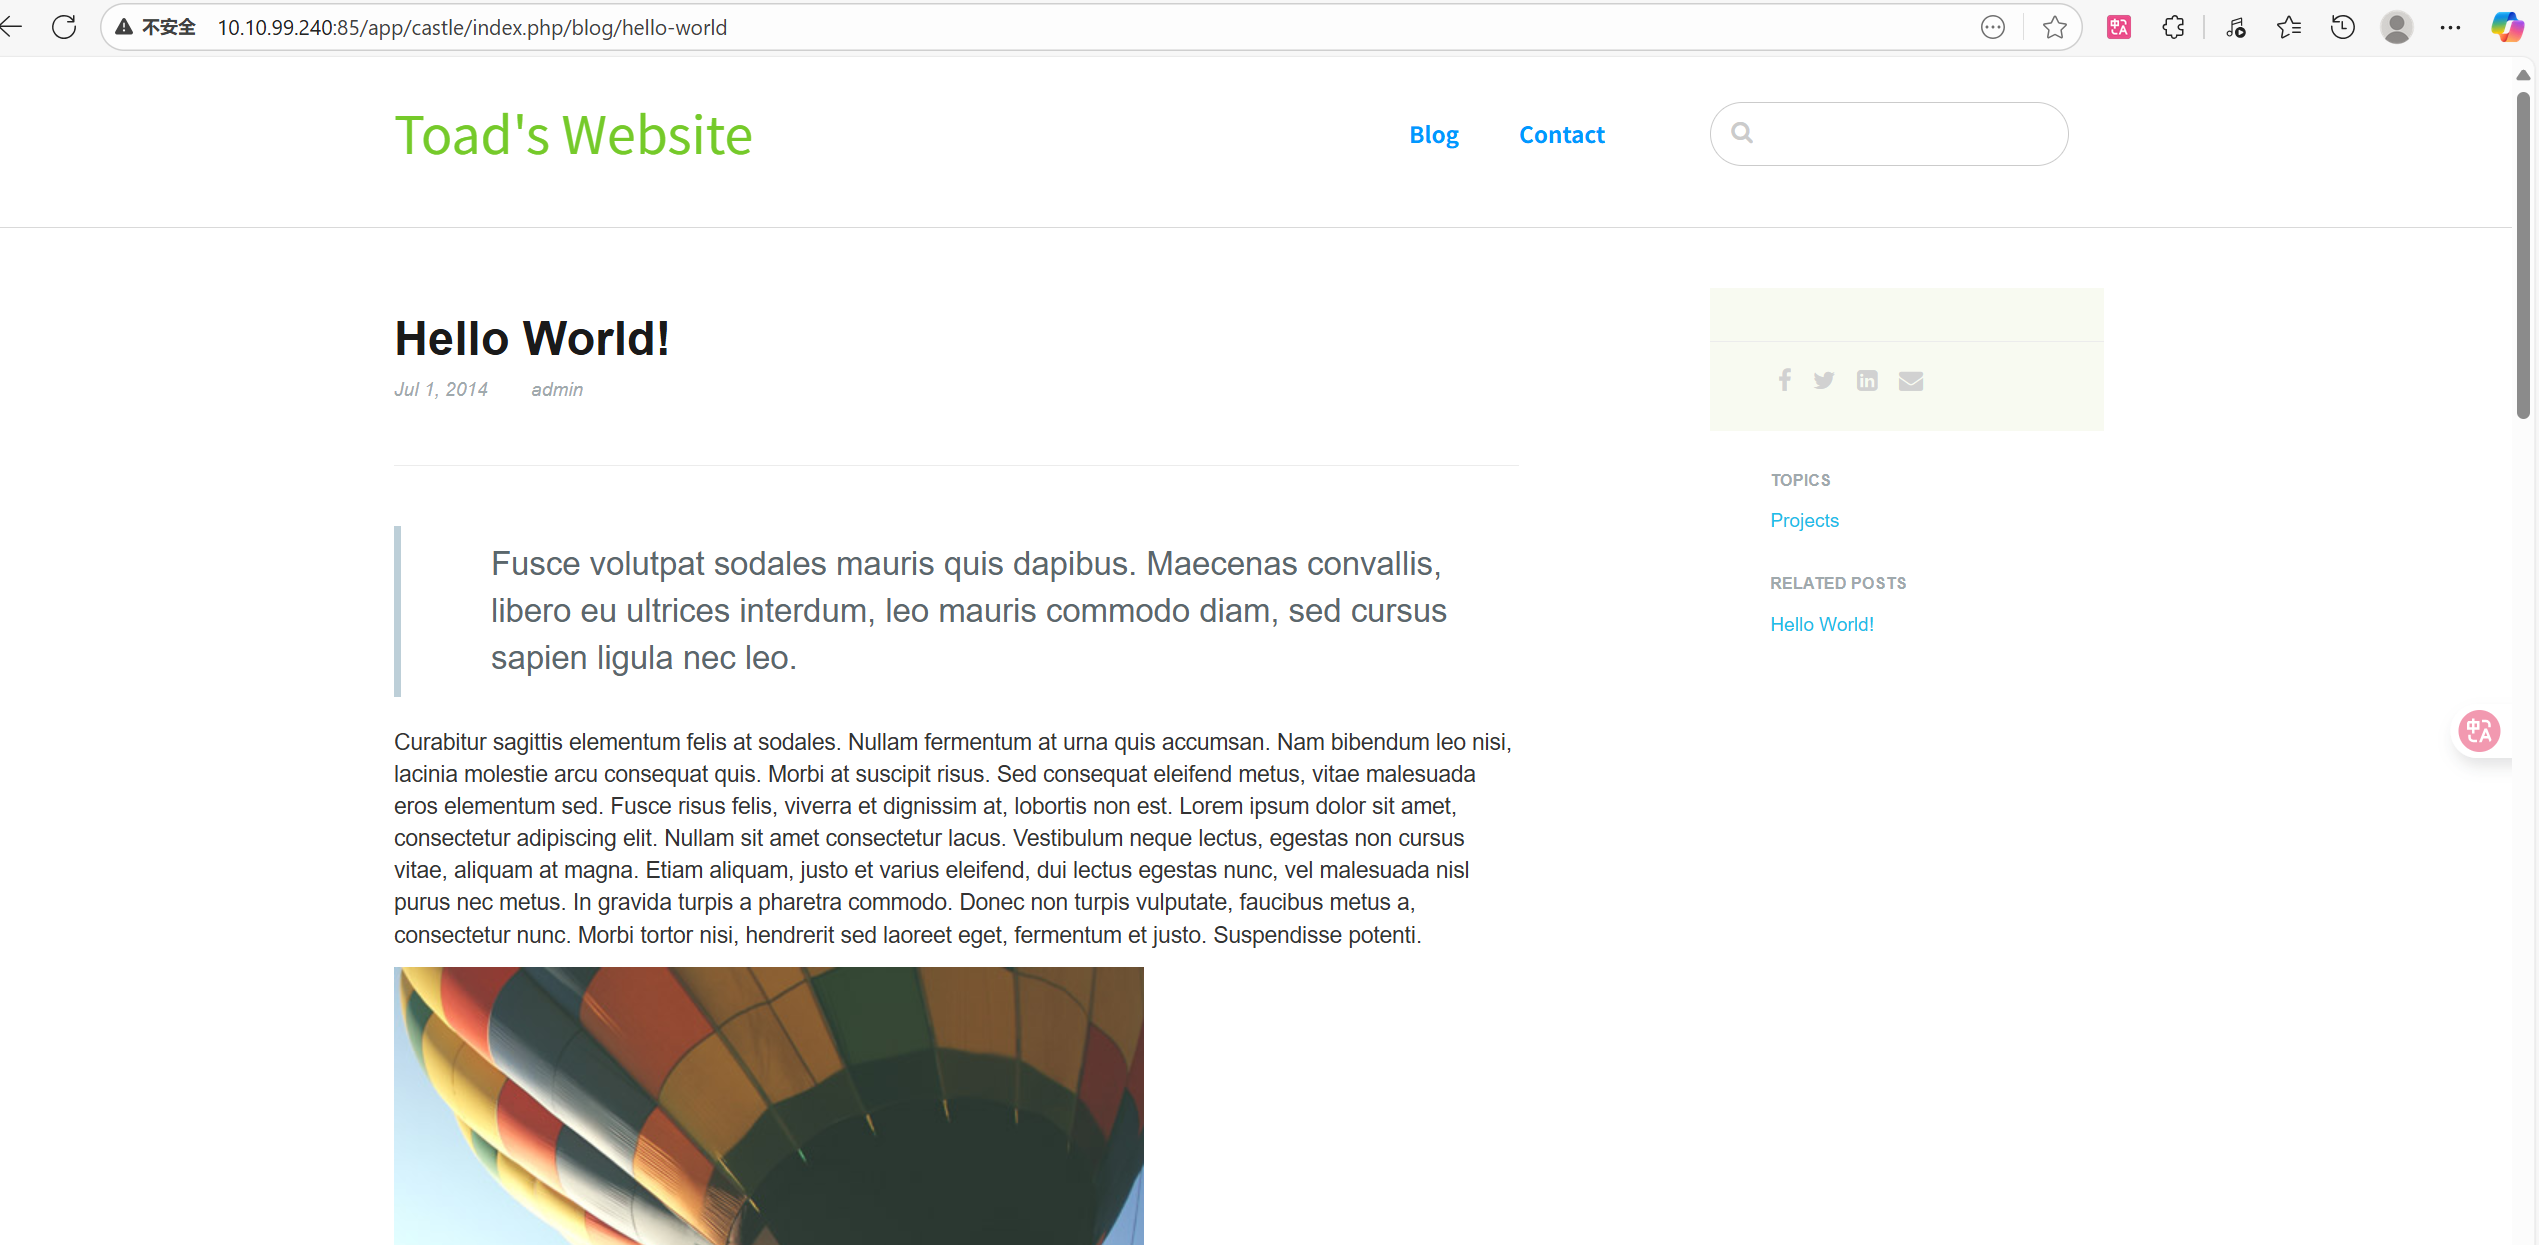 不安全 10.10.99.240:85/app/castle/index.php/blog/hello-world
Toad's Website
Blog
Contact
Hello World!
Jul 1, 2014 admin
Fusce volutpat sodales mauris quis dapibus. Maecenas convallis,
libero eu ultrices interdum, leo mauris commodo diam, sed cursus
sapien ligula nec leo.
Curabitur sagittis elementum felis at sodales. Nullam fermentum at urna quis accumsan. Nam bibendum leo nisi,
lacinia molestie arcu consequat quis. Morbi at suscipit risus. Sed consequat eleifend metus, vitae malesuada
eros elementum sed. Fusce risus felis, viverra et dignissim at, lobortis non est. Lorem ipsum dolor sit amet,
consectetur adipiscing elit. Nullam sit amet consectetur lacus. Vestibulum neque lectus, egestas non cursus
vitae, aliquam at magna. Etiam aliquam, justo et varius eleifend, dui lectus egestas nunc, vel malesuada nisl
purus nec metus. In gravida turpis a pharetra commodo. Donec non turpis vulputate, faucibus metus a,
consectetur nunc. Morbi tortor nisi, hendrerit sed laoreet eget, fermentum et justo. Suspendisse potenti.
TOPICS
Projects
RELATED POSTS
Hello World!